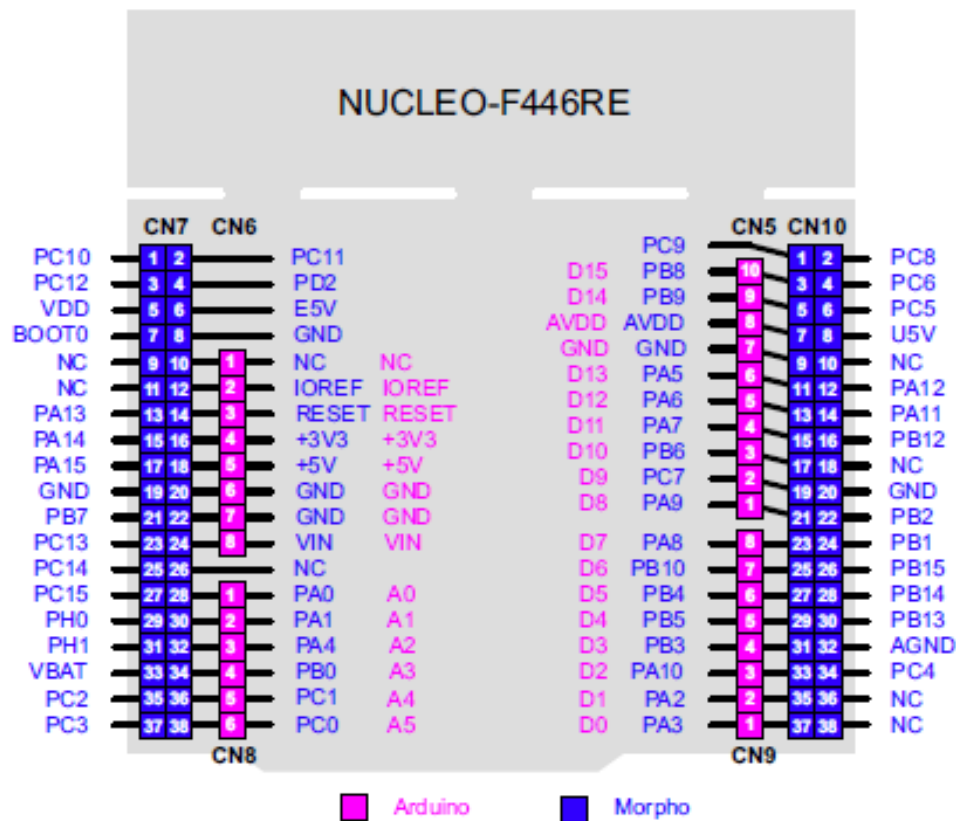 NUCLEO-F446RE
CN7 CN6 CN5 CN10
PC9
PC10 1 2 PC11 1 2 PC8
PC12 3 4 PD2 D15 PB8 10 3 4 PC6
VDD 5 6 E5V D14 PB9 9 5 6 PC5
BOOT0 7 8 GND AVDD AVDD 8 7 8 U5V
NC 9 10 1 NC NC GND GND 7 9 10 NC
NC 11 12 2 IOREF IOREF D13 PA5 6 11 12 PA12
PA13 13 14 3 RESET RESET D12 PA6 5 13 14 PA11
PA14 15 16 4 +3V3 +3V3 D11 PA7 4 15 16 PB12
PA15 17 18 5 +5V +5V D10 PB6 3 17 18 NC
GND 19 20 6 GND GND D9 PC7 2 19 20 GND
PB7 21 22 7 GND GND D8 PA9 1 21 22 PB2
PC13 23 24 8 VIN VIN D7 PA8 8 23 24 PB1
PC14 25 26 NC D6 PB10 7 25 26 PB15
PC15 27 28 1 PA0 A0 D5 PB4 6 27 28 PB14
PH0 29 30 2 PA1 A1 D4 PB5 5 29 30 PB13
PH1 31 32 3 PA4 A2 D3 PB3 4 31 32 AGND
VBAT 33 34 4 PB0 A3 D2 PA10 3 33 34 PC4
PC2 35 36 5 PC1 A4 D1 PA2 2 35 36 NC
PC3 37 38 6 PC0 A5 D0 PA3 1 37 38 NC
CN8 CN9
Arduino Morpho